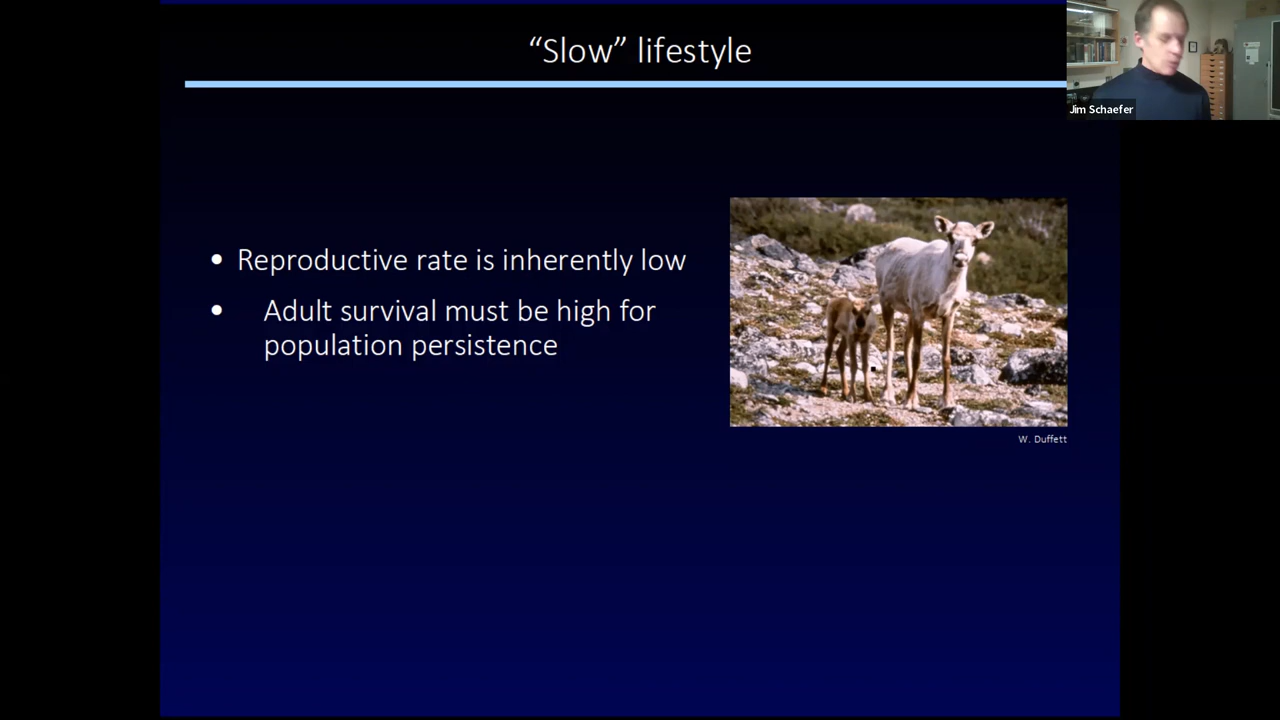 “Slow” lifestyle
Jim Schaefer
• Reproductive rate is inherently low
• Adult survival must be high for
population persistence
W. Duffett